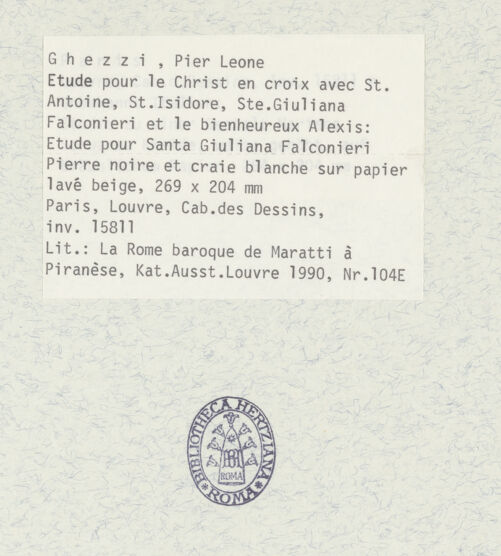 G h e z z i , Pier Leone
Etude pour le Christ en croix avec St.
Antoine, St.Isidore, Ste.Giuliana
Falconieri et le bienheureux Alexis:
Etude pour Santa Giuliana Falconieri
Pierre noire et craie blanche sur papier
lavé beige, 269 x 204 mm
Paris, Louvre, Cab.des Dessins,
inv. 15811
Lit.: La Rome baroque de Maratti à
Piranèse, Kat.Ausst.Louvre 1990, Nr.104E
BIBLIOTHECA HERTZIANA
ROMA
ROMA